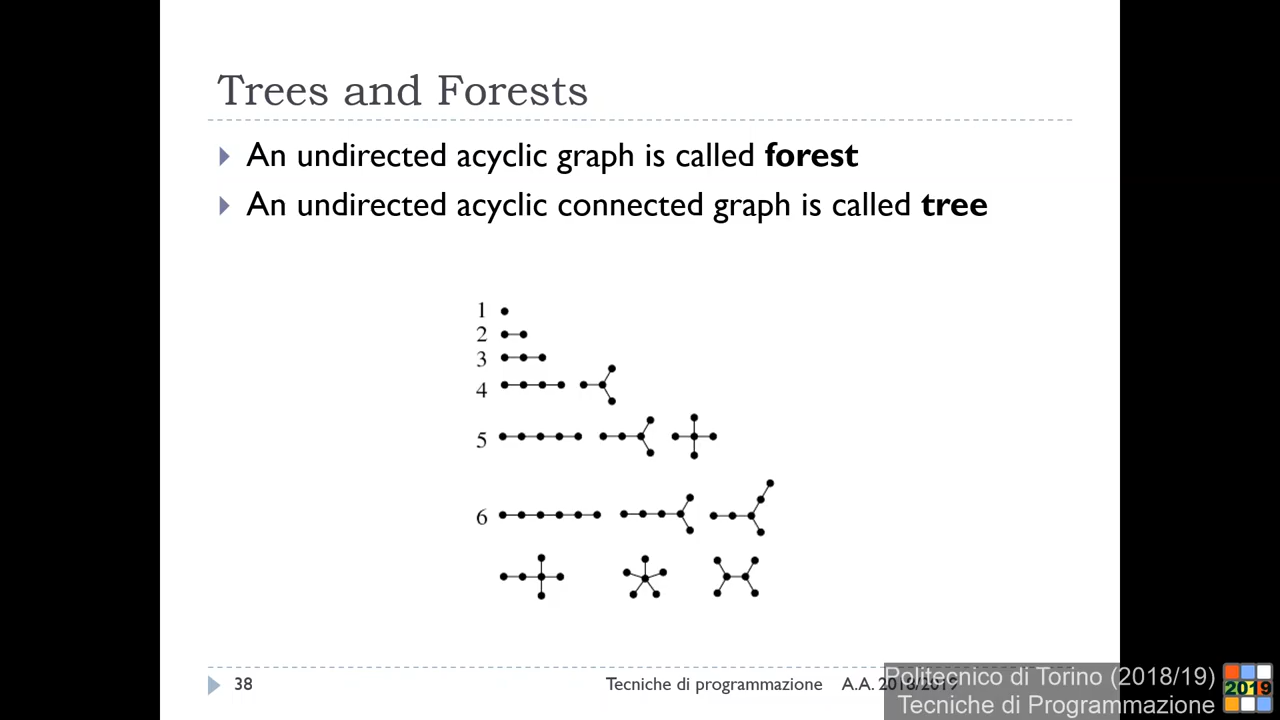 Trees and Forests
An undirected acyclic graph is called forest
An undirected acyclic connected graph is called tree
1
2
3
4
5
6
38
Tecniche di programmazione A.A. 2018/2019
Politecnico di Torino (2018/19)
Tecniche di Programmazione
2019